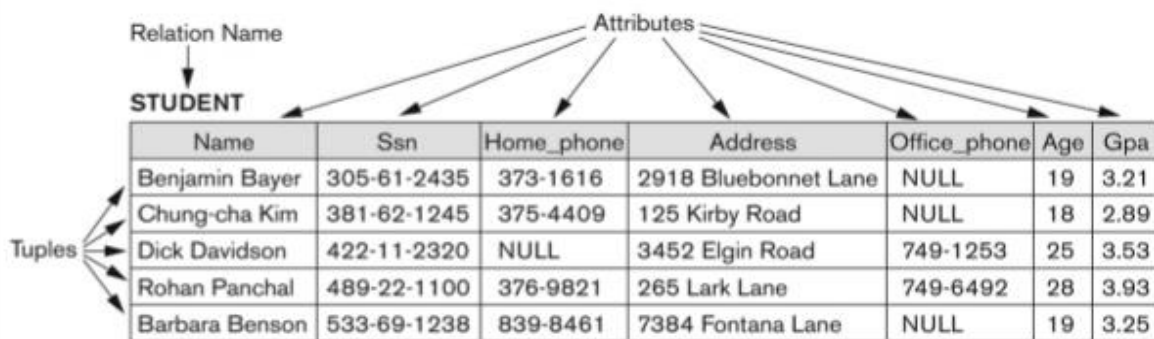 Attributes
Relation Name
STUDENT
Name Ssn Home_phone Address Office_phone Age Gpa
Benjamin Bayer 305-61-2435 373-1616 2918 Bluebonnet Lane NULL 19 3.21
Chung-cha Kim 381-62-1245 375-4409 125 Kirby Road NULL 18 2.89
Tuples Dick Davidson 422-11-2320 NULL 3452 Elgin Road 749-1253 25 3.53
Rohan Panchal 489-22-1100 376-9821 265 Lark Lane 749-6492 28 3.93
Barbara Benson 533-69-1238 839-8461 7384 Fontana Lane NULL 19 3.25